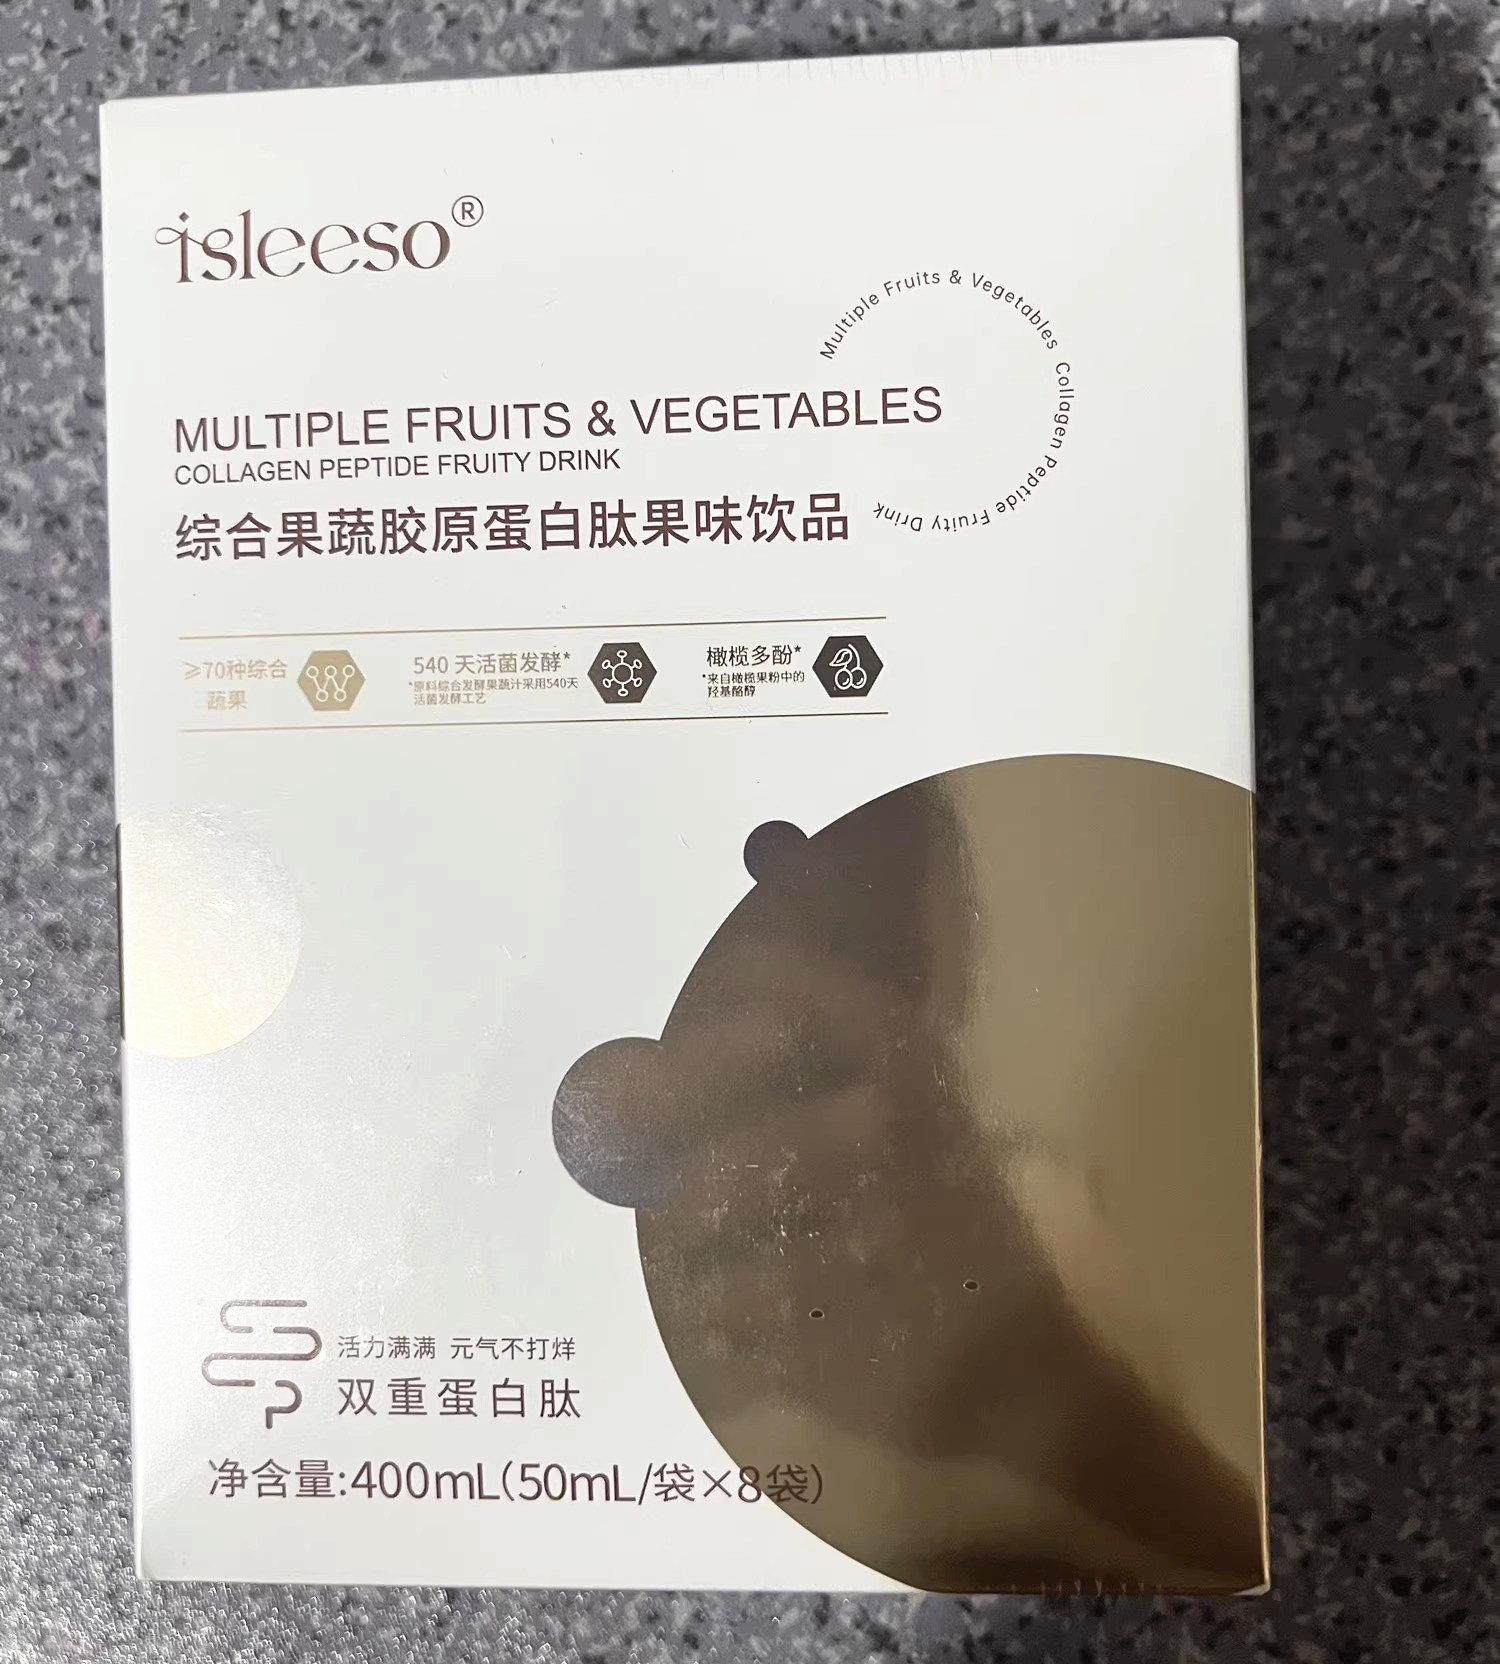 isleeso®
Multiple Fruits & Vegetables Collagen Peptide Fruity Drink
MULTIPLE FRUITS & VEGETABLES
COLLAGEN PEPTIDE FRUITY DRINK
综合果蔬胶原蛋白肽果味饮品
≥70种综合
蔬果
540 天活菌发酵*
*原料综合发酵果蔬汁采用540天
活菌发酵工艺
橄榄多酚*
*来自橄榄果粉中的
羟基酪醇
活力满满 元气不打烊
双重蛋白肽
净含量:400mL(50mL/袋×8袋)